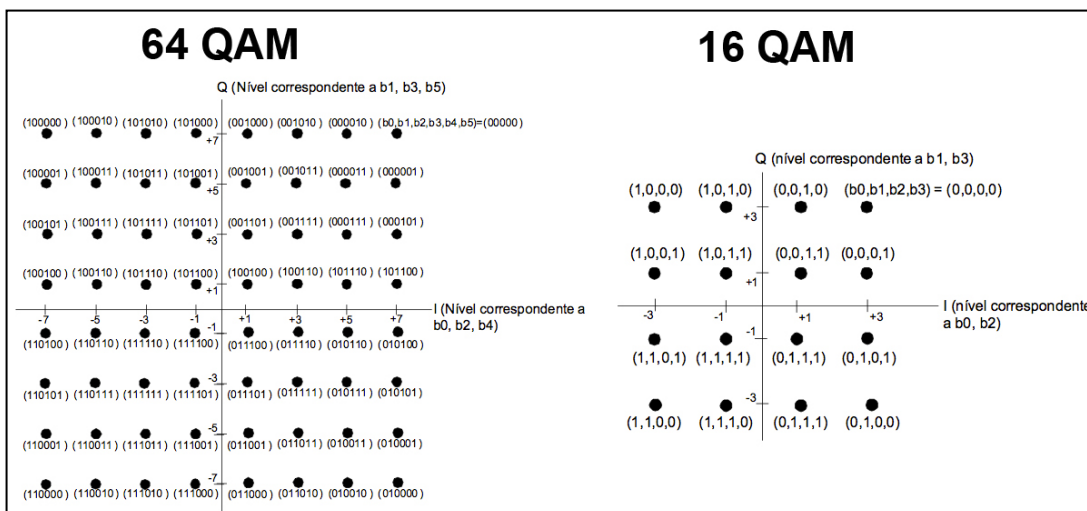 64 QAM
Q (Nível correspondente a b1, b3, b5)
(100000) (100010) (101010) (101000) (001000) (001010) (000010) (b0,b1,b2,b3,b4,b5)=(00000)
+7
(100001) (100011) (101011) (101001) (001001) (001011) (000011) (000001)
+5
(100101) (100111) (101111) (101101) (001101) (001111) (000111) (000101)
+3
(100100) (100110) (101110) (101100) (100100) (100110) (101110) (101100)
+1
-7 -5 -3 -1 +1 +3 +5 +7
I (Nível correspondente a
b0, b2, b4)
-1
(110100) (110110) (111110) (111100) (011100) (011110) (010110) (010100)
-3
(110101) (110111) (111111) (111101) (011101) (011111) (010111) (010101)
-5
(110001) (110011) (111011) (111001) (011001) (011011) (010011) (010001)
-7
(110000) (110010) (111010) (111000) (011000) (011010) (010010) (010000)
16 QAM
Q (nível correspondente a b1, b3)
(1,0,0,0) (1,0,1,0) (0,0,1,0) (b0,b1,b2,b3) = (0,0,0,0)
+3
(1,0,0,1) (1,0,1,1) (0,0,1,1) (0,0,0,1)
+1
-3 -1 +1 +3
I (nível correspondente
a b0, b2)
-1
(1,1,0,1) (1,1,1,1) (0,1,1,1) (0,1,0,1)
-3
(1,1,0,0) (1,1,1,0) (0,1,1,1) (0,1,0,0)